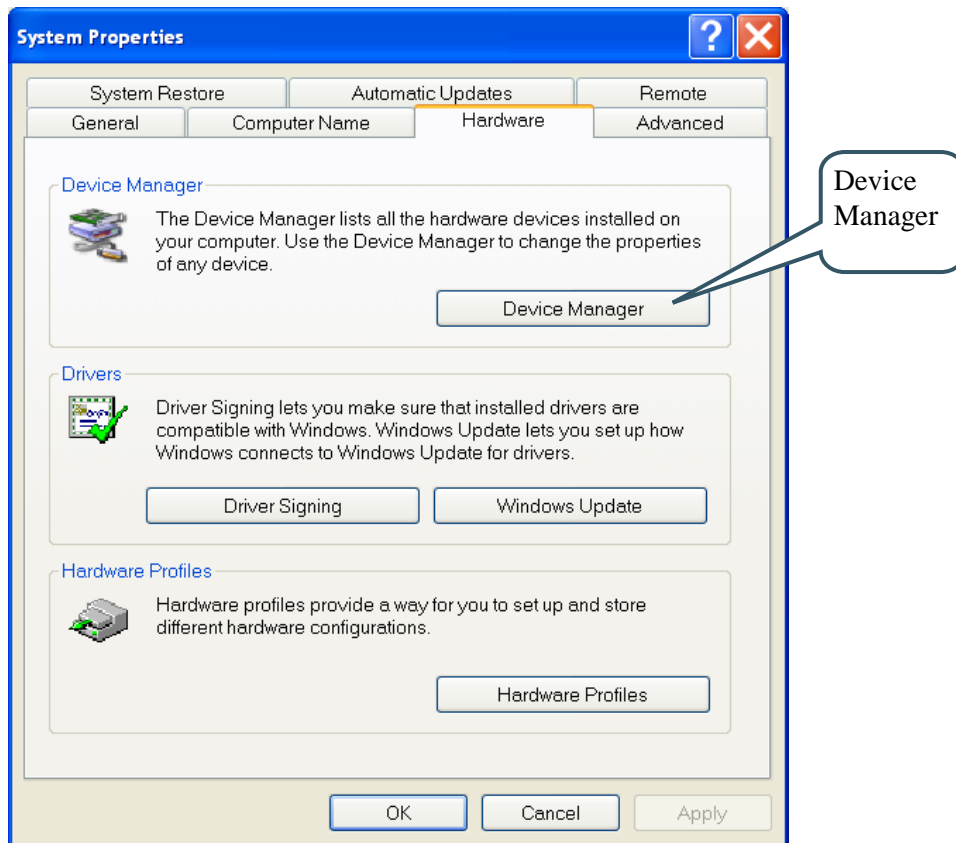 System Properties
?
System Restore
Automatic Updates
Remote
General
Computer Name
Hardware
Advanced
Device Manager
The Device Manager lists all the hardware devices installed on
your computer. Use the Device Manager to change the properties
of any device.
Device Manager
Device
Manager
Drivers
Driver Signing lets you make sure that installed drivers are
compatible with Windows. Windows Update lets you set up how
Windows connects to Windows Update for drivers.
Driver Signing
Windows Update
Hardware Profiles
Hardware profiles provide a way for you to set up and store
different hardware configurations.
Hardware Profiles
OK
Cancel
Apply